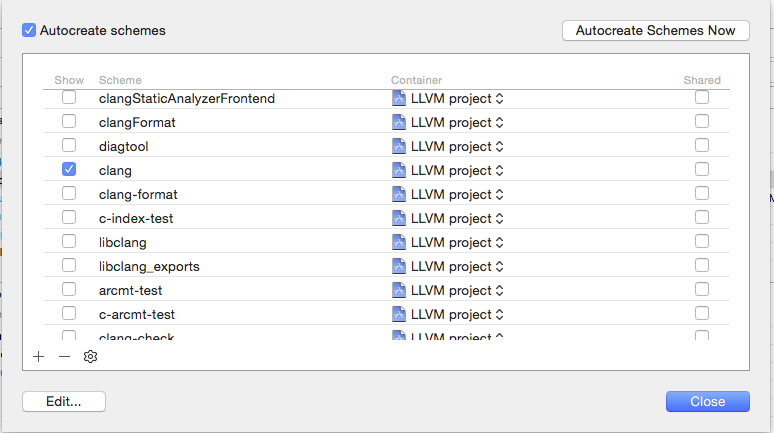 Autocreate schemes
Autocreate Schemes Now
Show Scheme Container Shared
clangStaticAnalyzerFrontend LLVM project
clangFormat LLVM project
diagtool LLVM project
clang LLVM project
clang-format LLVM project
c-index-test LLVM project
libclang LLVM project
libclang_exports LLVM project
arcmt-test LLVM project
c-arcmt-test LLVM project
clang-check LLVM project
Edit...
Close